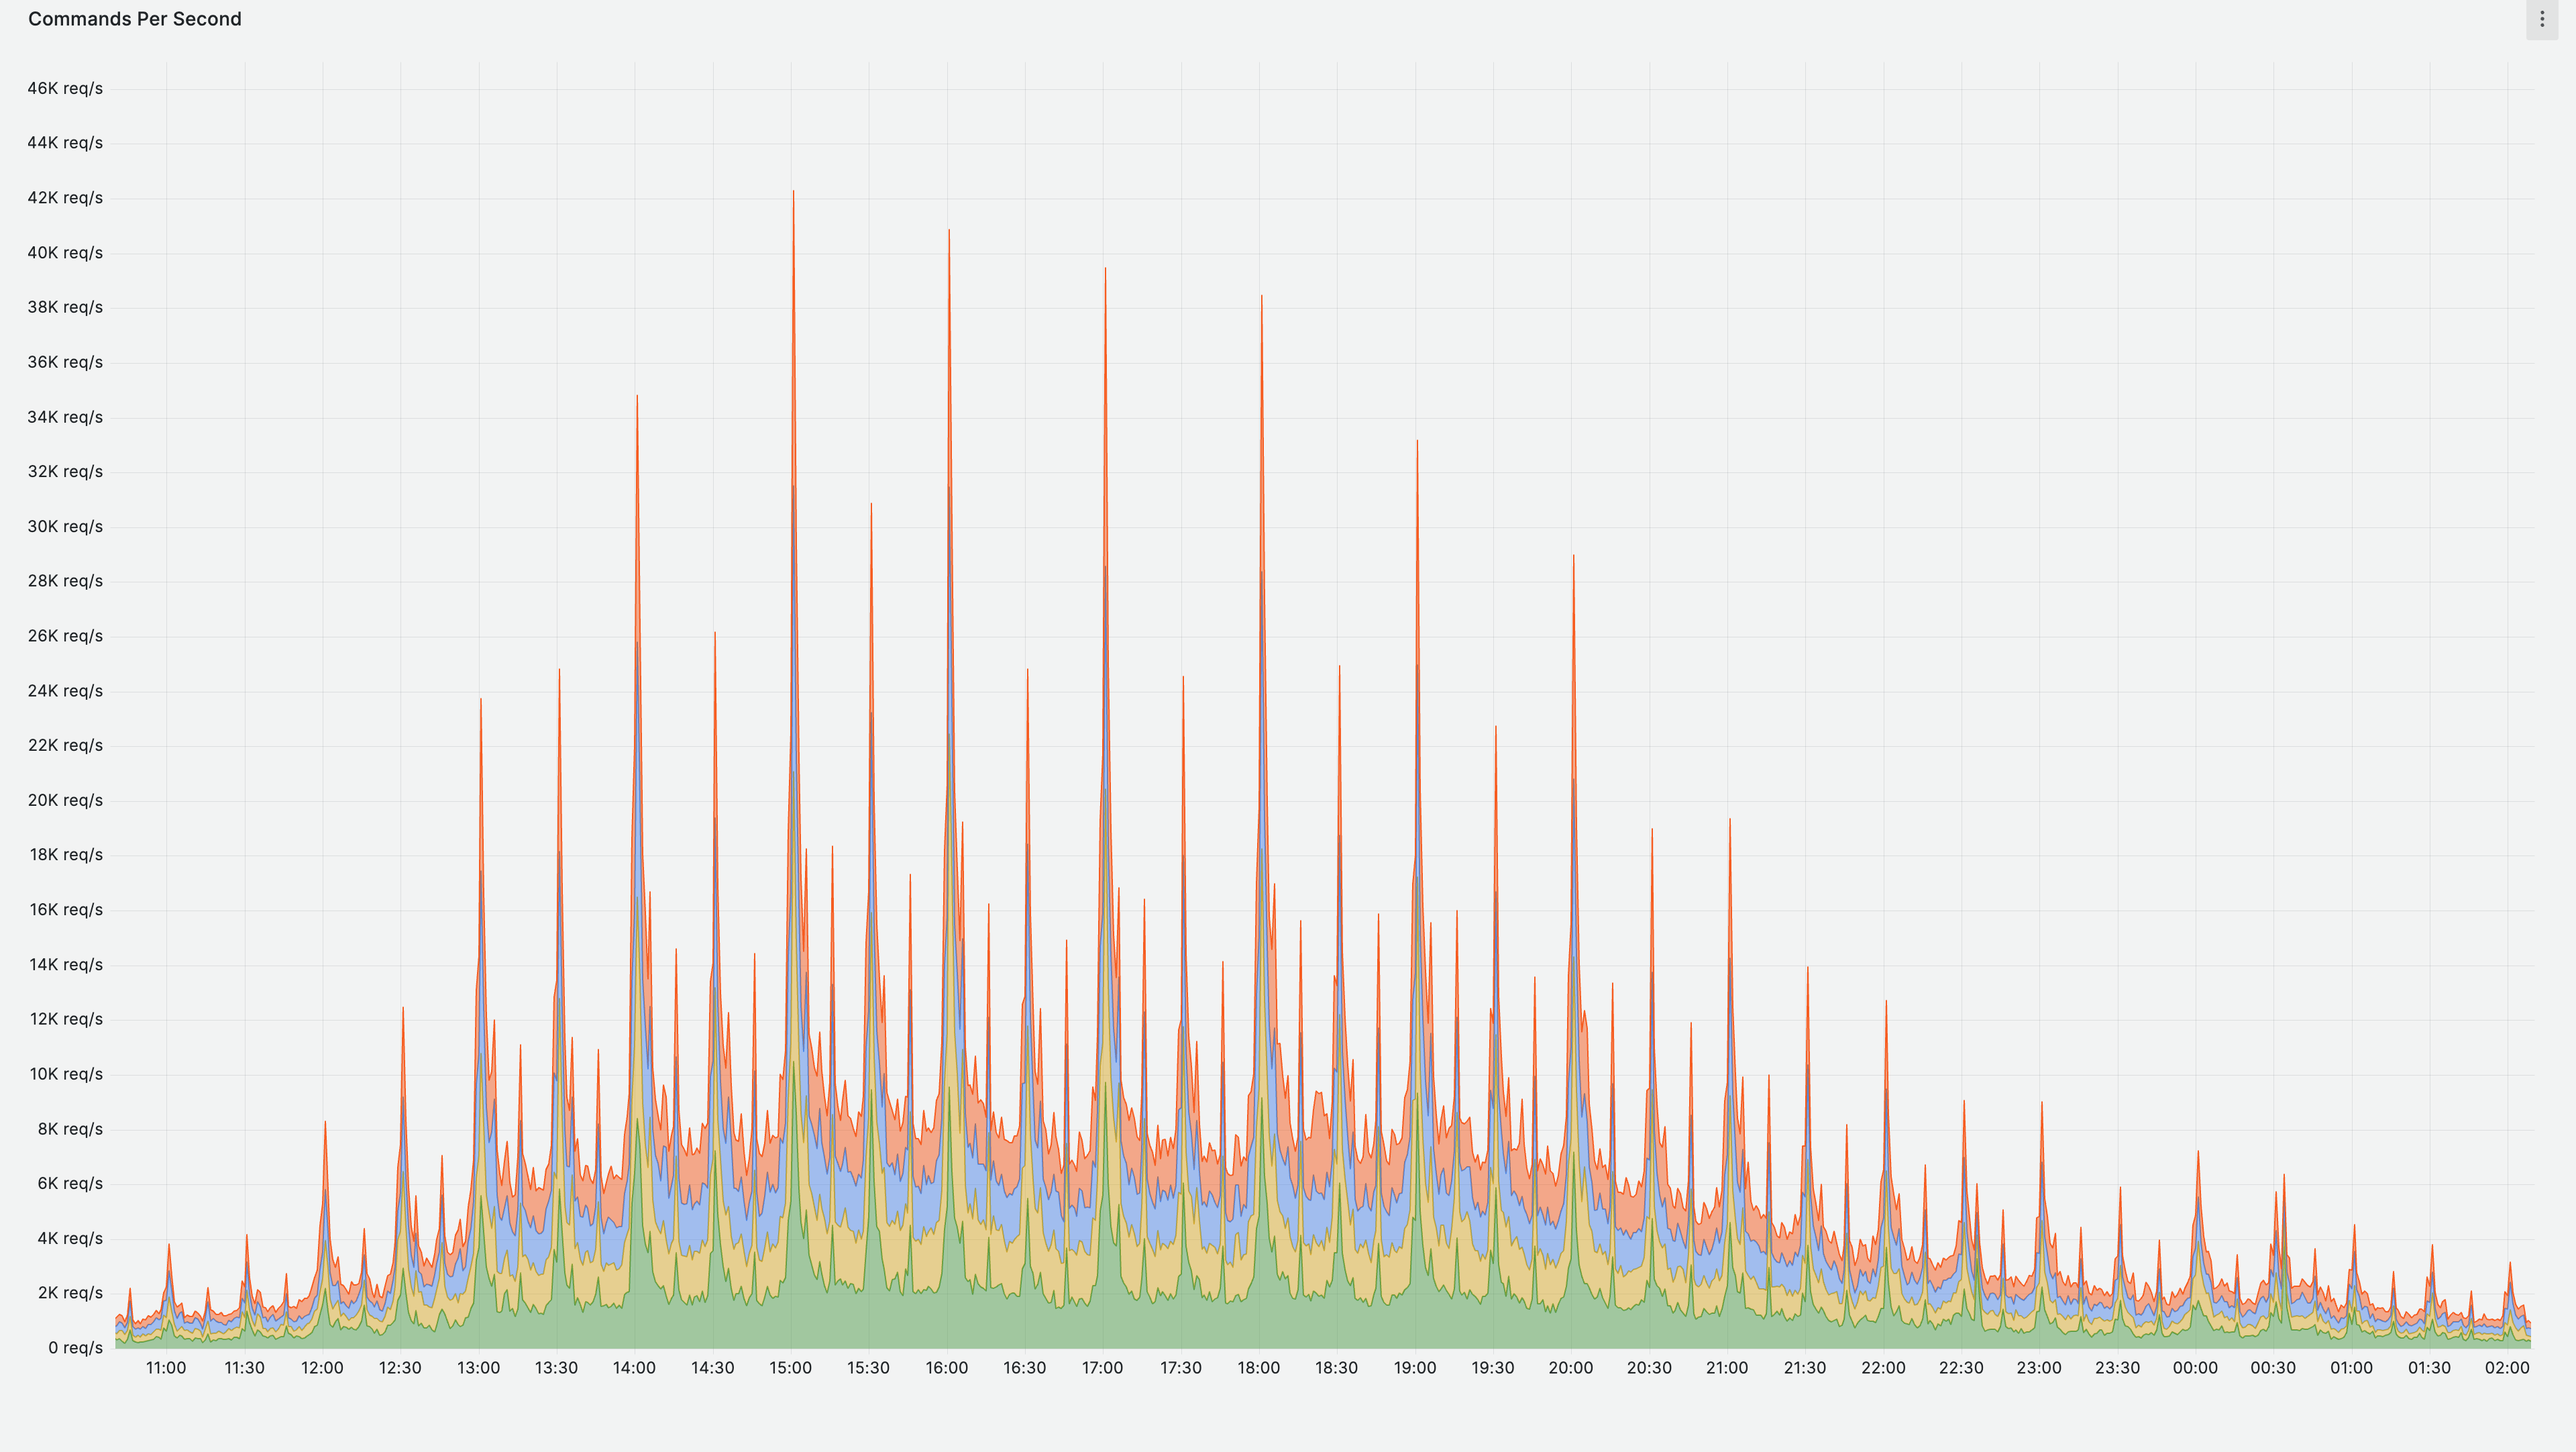 Commands Per Second
46K req/s
44K req/s
42K req/s
40K req/s
38K req/s
36K req/s
34K req/s
32K req/s
30K req/s
28K req/s
26K req/s
24K req/s
22K req/s
20K req/s
18K req/s
16K req/s
14K req/s
12K req/s
10K req/s
8K req/s
6K req/s
4K req/s
2K req/s
0 req/s
11:00 11:30 12:00 12:30 13:00 13:30 14:00 14:30 15:00 15:30 16:00 16:30 17:00 17:30 18:00 18:30 19:00 19:30 20:00 20:30 21:00 21:30 22:00 22:30 23:00 23:30 00:00 00:30 01:00 01:30 02:00